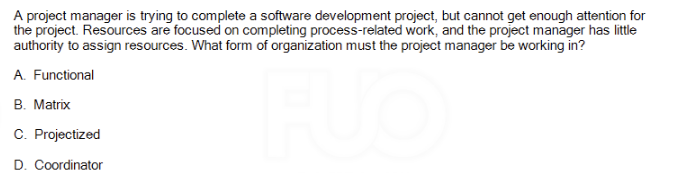 A project manager is trying to complete a software development project, but cannot get enough attention for
the project. Resources are focused on completing process-related work, and the project manager has little
authority to assign resources. What form of organization must the project manager be working in?
A. Functional
B. Matrix
C. Projectized
D. Coordinator
FUO